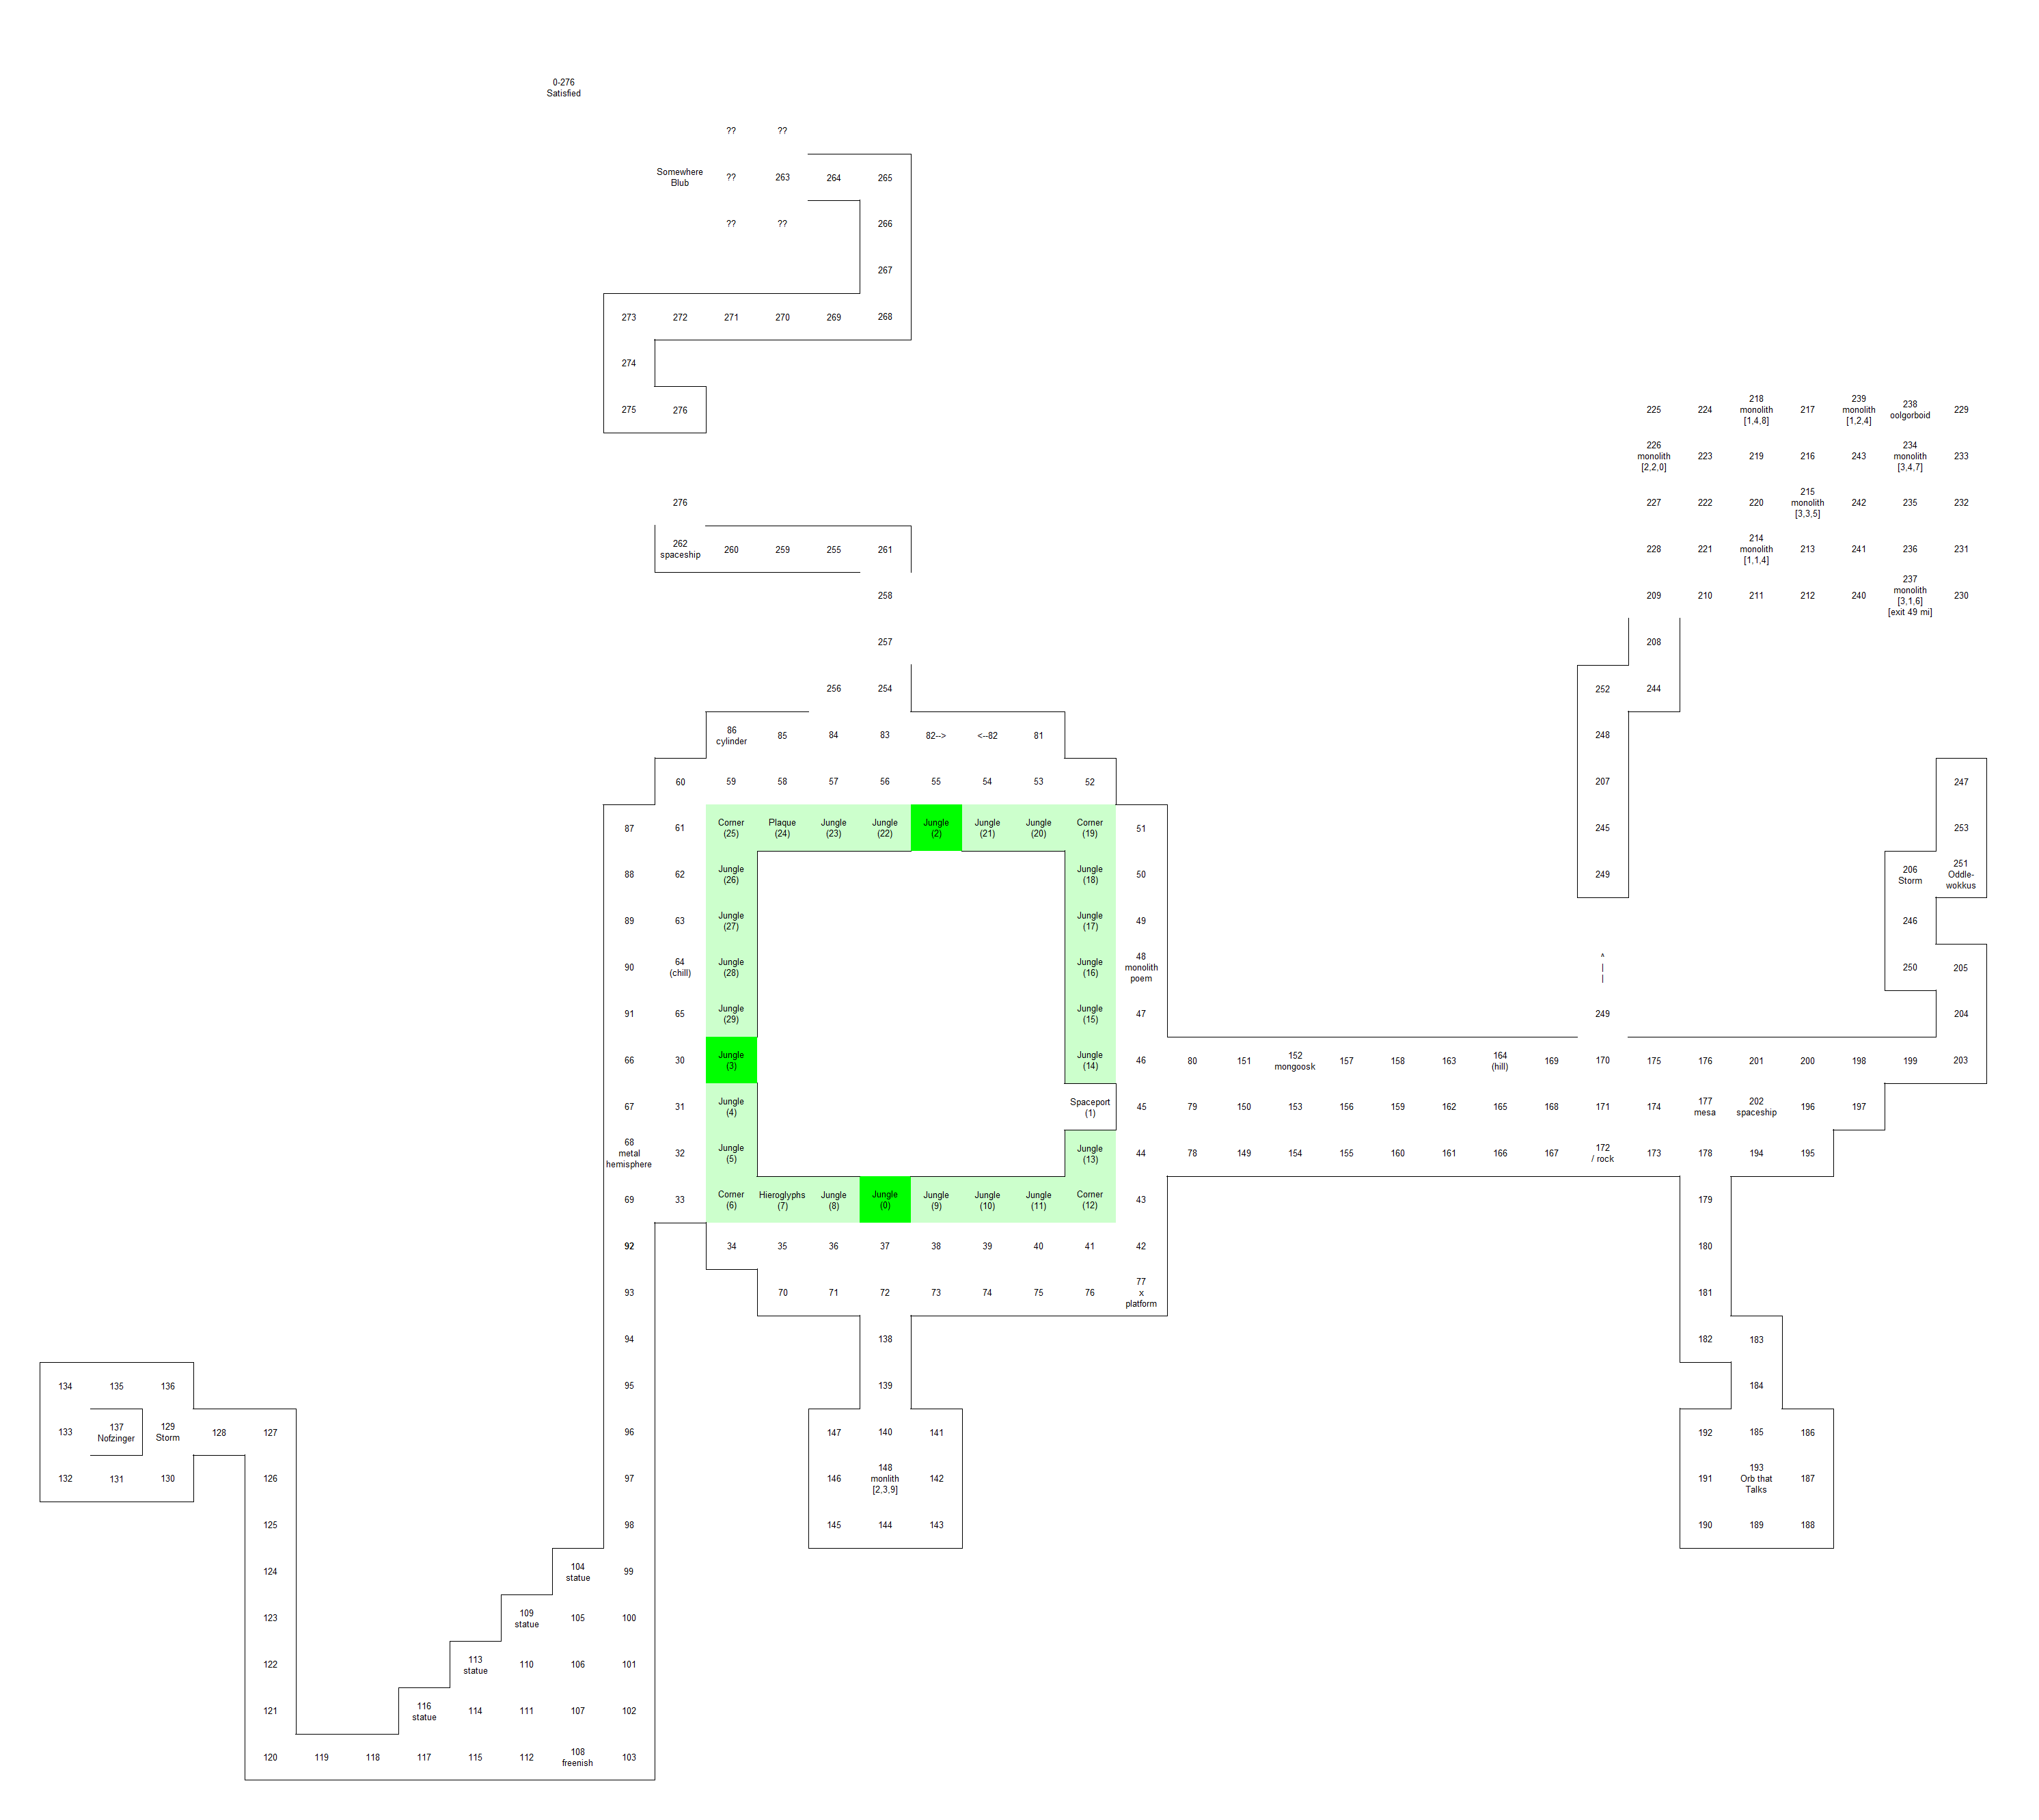 0-276
Satisfied
?? ??
Somewhere
Blub
?? 263 264 265
?? ?? 266
267
273 272 271 270 269 268
274
275 276
225 224 218
monolith
[1,4,8] 217 239
monolith
[1,2,4] 238
oolgorboid 229
226
monolith
[2,2,0] 223 219 216 243 234
monolith
[3,4,7] 233
276
227 222 220 215
monolith
[3,3,5] 242 235 232
262
spaceship 260 259 255 261
228 221 214
monolith
[1,1,4] 213 241 236 231
258
209 210 211 212 240 237
monolith
[3,1,6]
[exit 49 mi] 230
257
208
256 254
252 244
86
cylinder 85 84 83 82--> <--82 81
248
60 59 58 57 56 55 54 53 52
207
247
87 61 Corner
(25) Plaque
(24) Jungle
(23) Jungle
(22) Jungle
(2) Jungle
(21) Jungle
(20) Corner
(19) 51
245
253
88 62 Jungle
(26) Jungle
(18) 50
249
206
Storm 251
Oddle-
wokkus
89 63 Jungle
(27) Jungle
(17) 49
246
90 64
(chill) Jungle
(28) Jungle
(16) 48
monolith
poem
^
|
|
250 205
91 65 Jungle
(29) Jungle
(15) 47
249
204
66 30 Jungle
(3) Jungle
(14) 46 80 151 152
mongoosk 157 158 163 164
(hill) 169 170 175 176 201 200 198 199 203
67 31 Jungle
(4) Spaceport
(1) 45 79 150 153 156 159 162 165 168 171 174 177
mesa 202
spaceship 196 197
68
metal
hemisphere 32 Jungle
(5) Jungle
(13) 44 78 149 154 155 160 161 166 167 172
/ rock 173 178 194 195
69 33 Corner
(6) Hieroglyphs
(7) Jungle
(8) Jungle
(0) Jungle
(9) Jungle
(10) Jungle
(11) Corner
(12) 43
179
92 34 35 36 37 38 39 40 41 42
180
93 70 71 72 73 74 75 76 77
x
platform
181
94 138
182 183
134 135 136 95 139
184
133 137
Nofzinger 129
Storm 128 127 96 147 140 141
192 185 186
132 131 130 126 97 146 148
monlith
[2,3,9] 142
191 193
Orb that
Talks 187
125 98 145 144 143
190 189 188
124 104
statue 99
123 109
statue 105 100
122 113
statue 110 106 101
121 116
statue 114 111 107 102
120 119 118 117 115 112 108
freenish 103